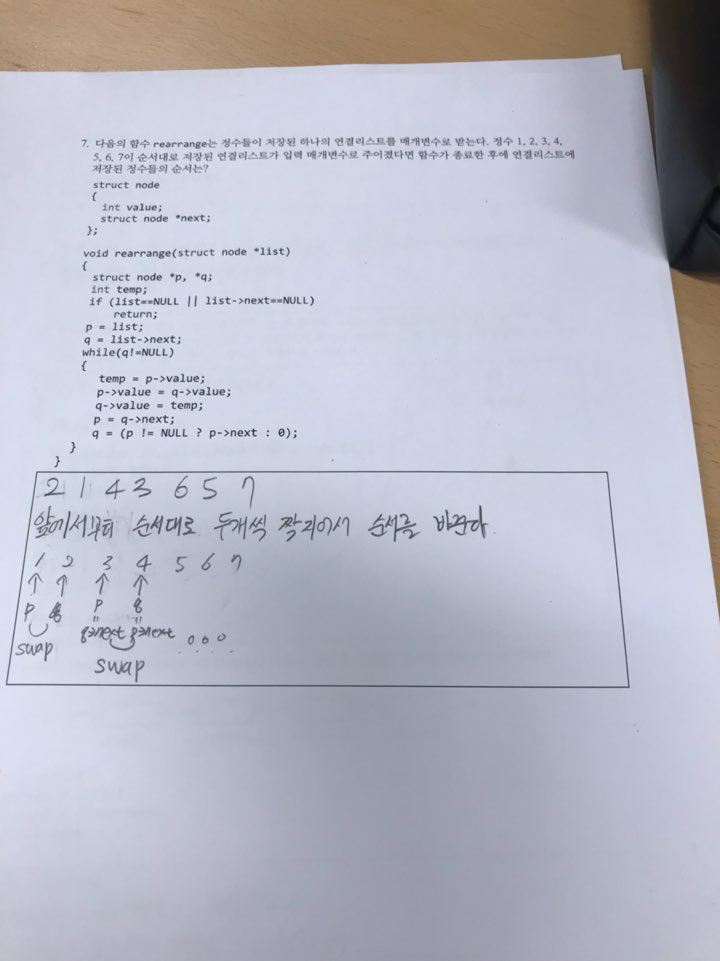 7. 다음의 함수 rearrange는 정수들이 저장된 하나의 연결리스트를 매개변수로 받는다. 정수 1, 2, 3, 4,
5, 6, 7이 순서대로 저장된 연결리스트가 입력 매개변수로 주어졌다면 함수가 종료한 후에 연결리스트에
저장된 정수들의 순서는?
struct node
{
int value;
struct node *next;
};
void rearrange(struct node *list)
{
struct node *p, *q;
int temp;
if (list==NULL || list->next==NULL)
return;
p = list;
q = list->next;
while(q!=NULL)
{
temp = p->value;
p->value = q->value;
q->value = temp;
p = q->next;
q = (p != NULL ? p->next : 0);
}
}
2 1 4 3 6 5 7
앞에서부터 순서대로 두개씩 짝지어서 순서를 바꾼다
1 2 3 4 5 6 7
↑ ↑ ↑ ↑
p q p q
" "
q->next p->next 。。。
swap
swap